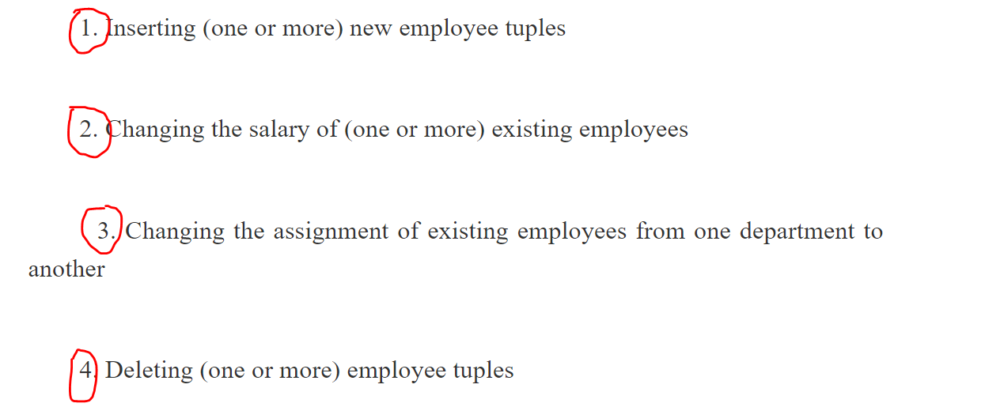 1. Inserting (one or more) new employee tuples
2. Changing the salary of (one or more) existing employees
3. Changing the assignment of existing employees from one department to
another
4. Deleting (one or more) employee tuples